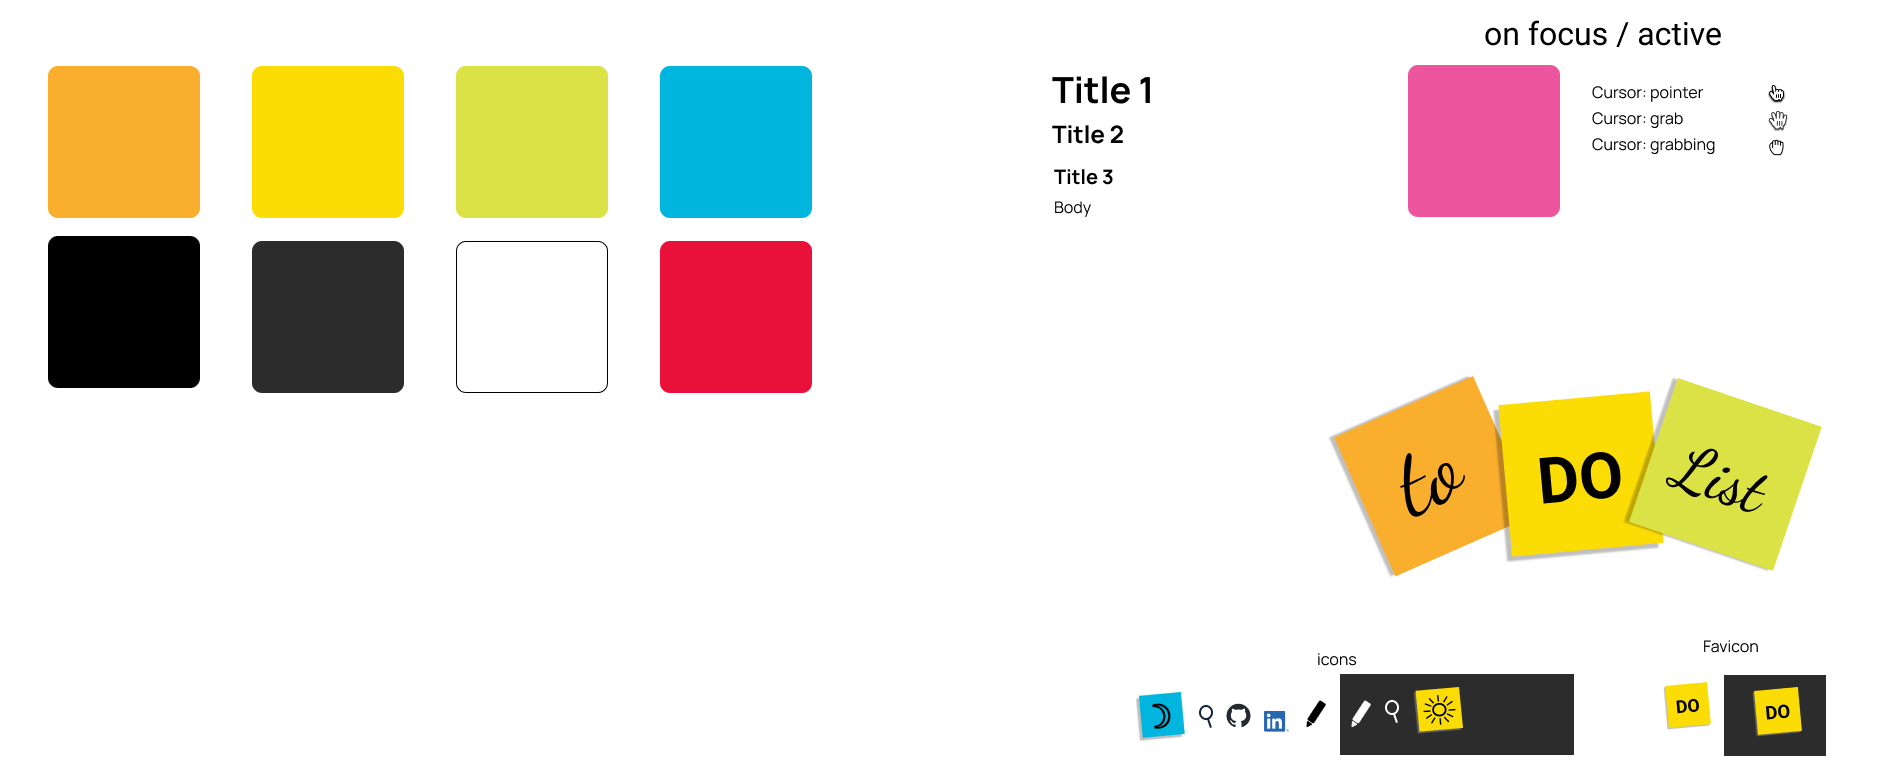 on focus / active
Title 1
Title 2
Title 3
Body
Cursor: pointer
Cursor: grab
Cursor: grabbing
to
DO
List
icons
Favicon
in
DO
DO